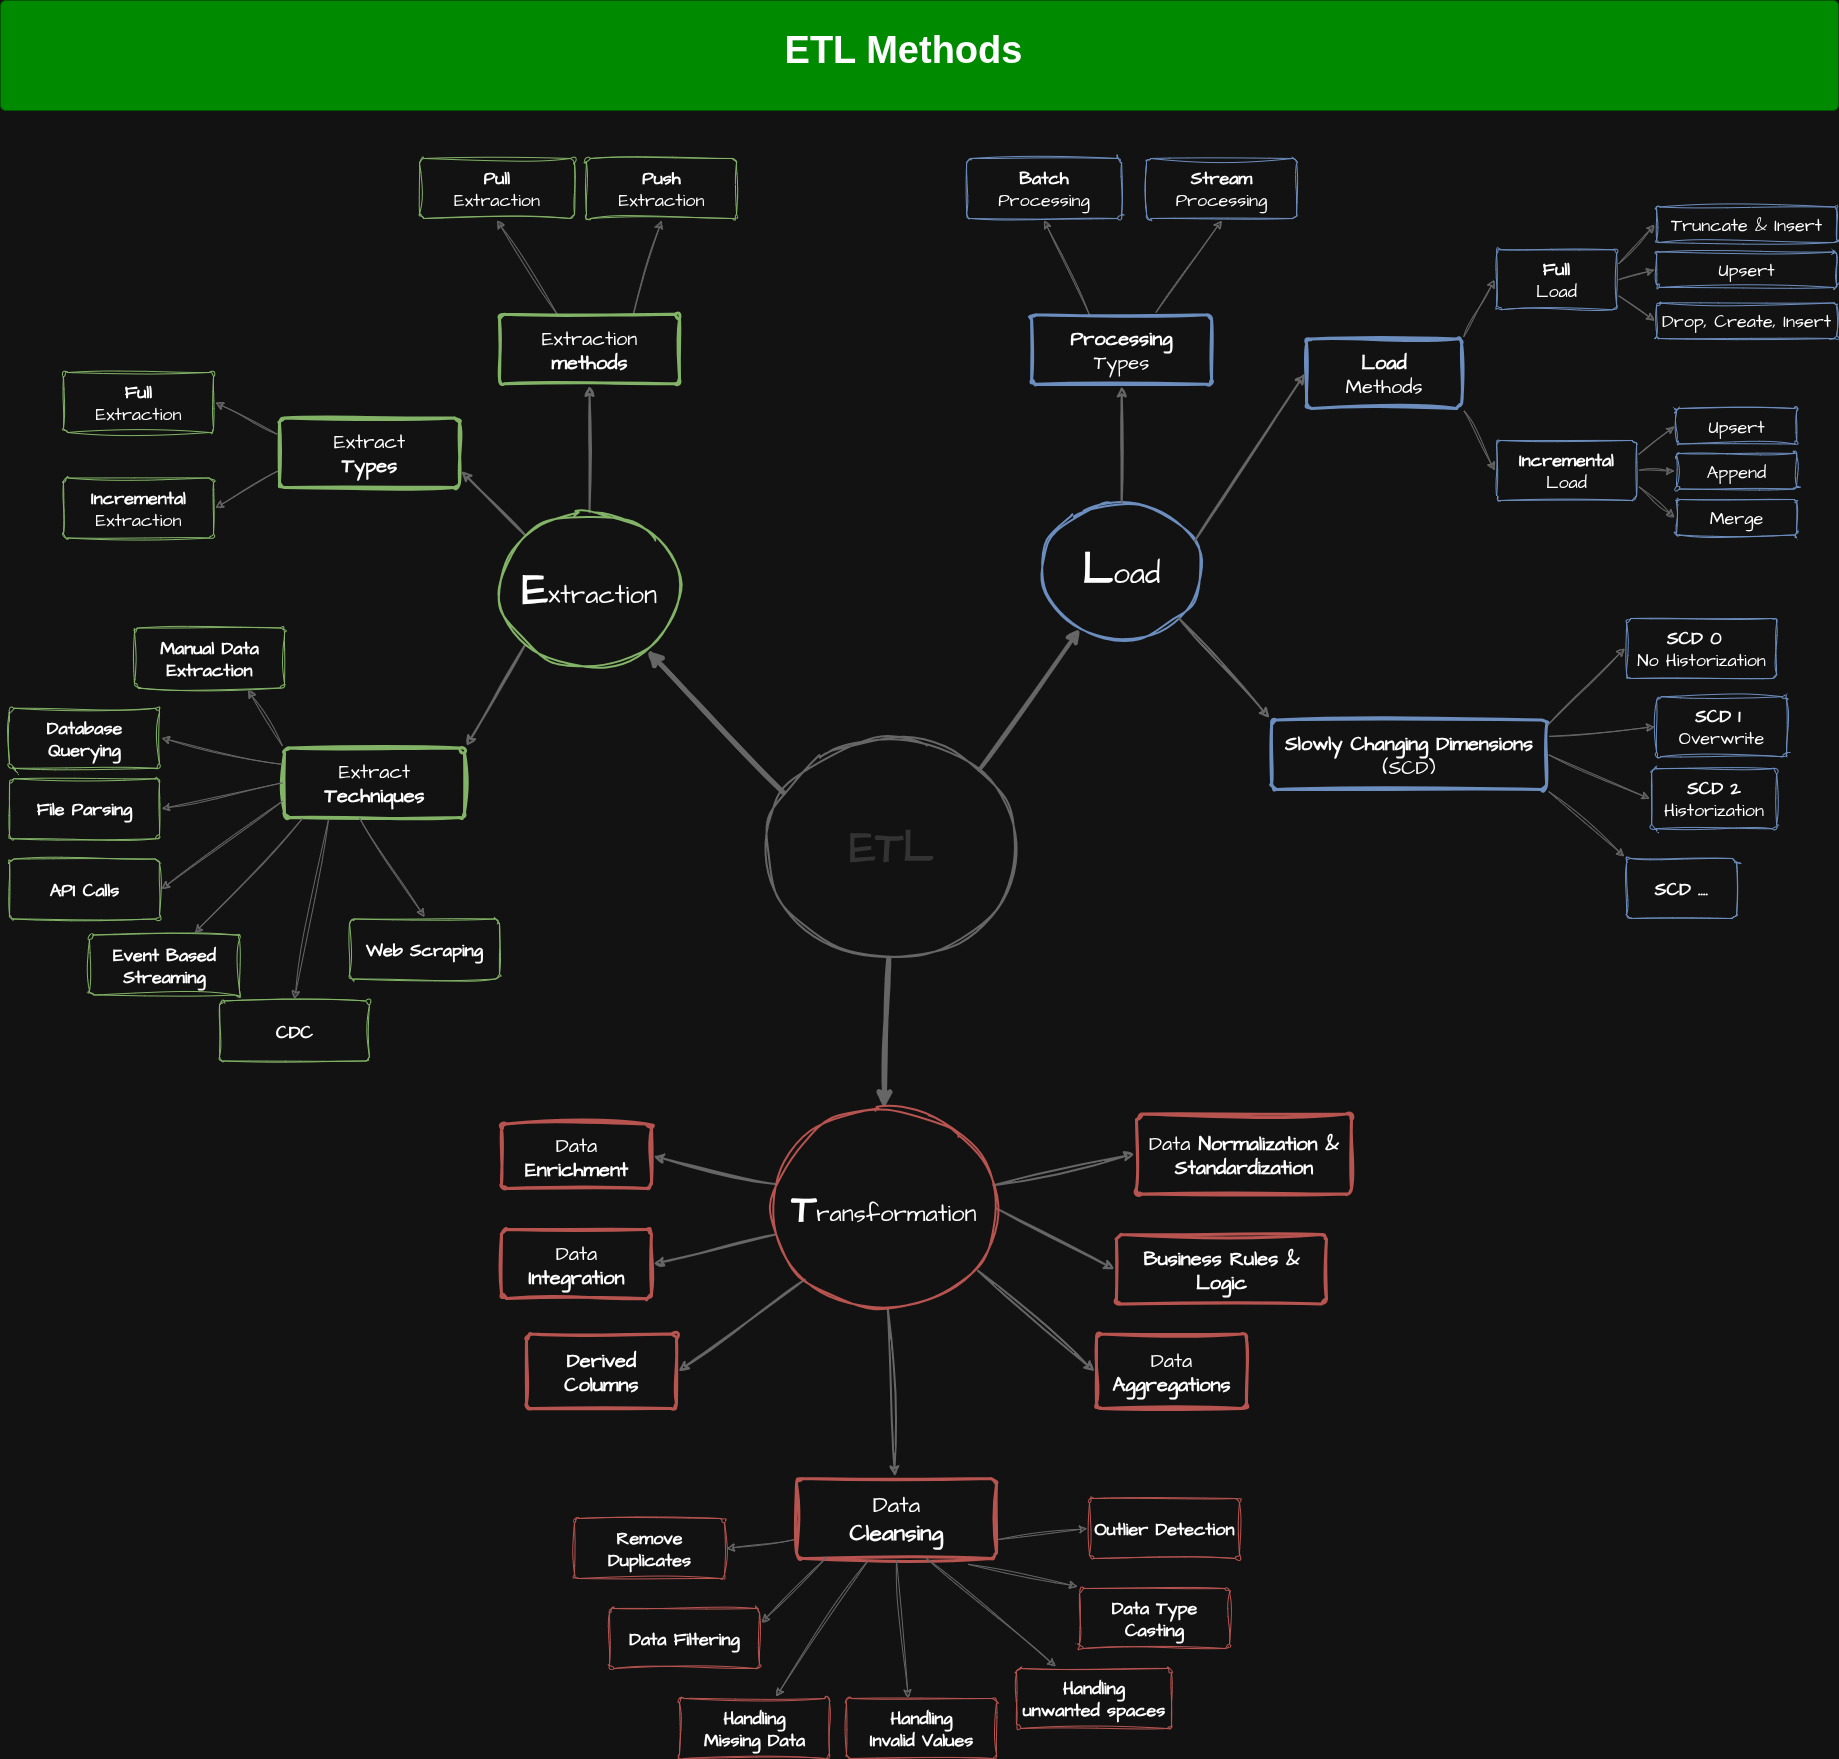 ETL Methods
Pull
Extraction
Push
Extraction
Extraction
methods
Full
Extraction
Incremental
Extraction
Extract
Types
Extraction
Manual Data
Extraction
Database
Querying
File Parsing
API Calls
Event Based
Streaming
CDC
Web Scraping
Extract
Techniques
Batch
Processing
Stream
Processing
Processing
Types
Load
Load
Methods
Full
Load
Truncate & Insert
Upsert
Drop, Create, Insert
Incremental
Load
Upsert
Append
Merge
Slowly Changing Dimensions
(SCD)
SCD 0
No Historization
SCD 1
Overwrite
SCD 2
Historization
SCD ....
ETL
Transformation
Data
Enrichment
Data
Integration
Derived
Columns
Data Normalization &
Standardization
Business Rules &
Logic
Data
Aggregations
Data
Cleansing
Remove
Duplicates
Data Filtering
Handling
Missing Data
Handling
Invalid Values
Handling
unwanted spaces
Data Type
Casting
Outlier Detection